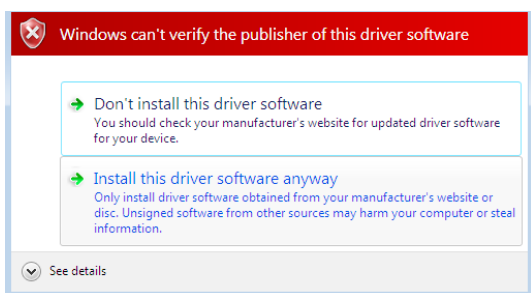 Windows can't verify the publisher of this driver software
Don't install this driver software
You should check your manufacturer's website for updated driver software
for your device.
Install this driver software anyway
Only install driver software obtained from your manufacturer's website or
disc. Unsigned software from other sources may harm your computer or steal
information.
See details